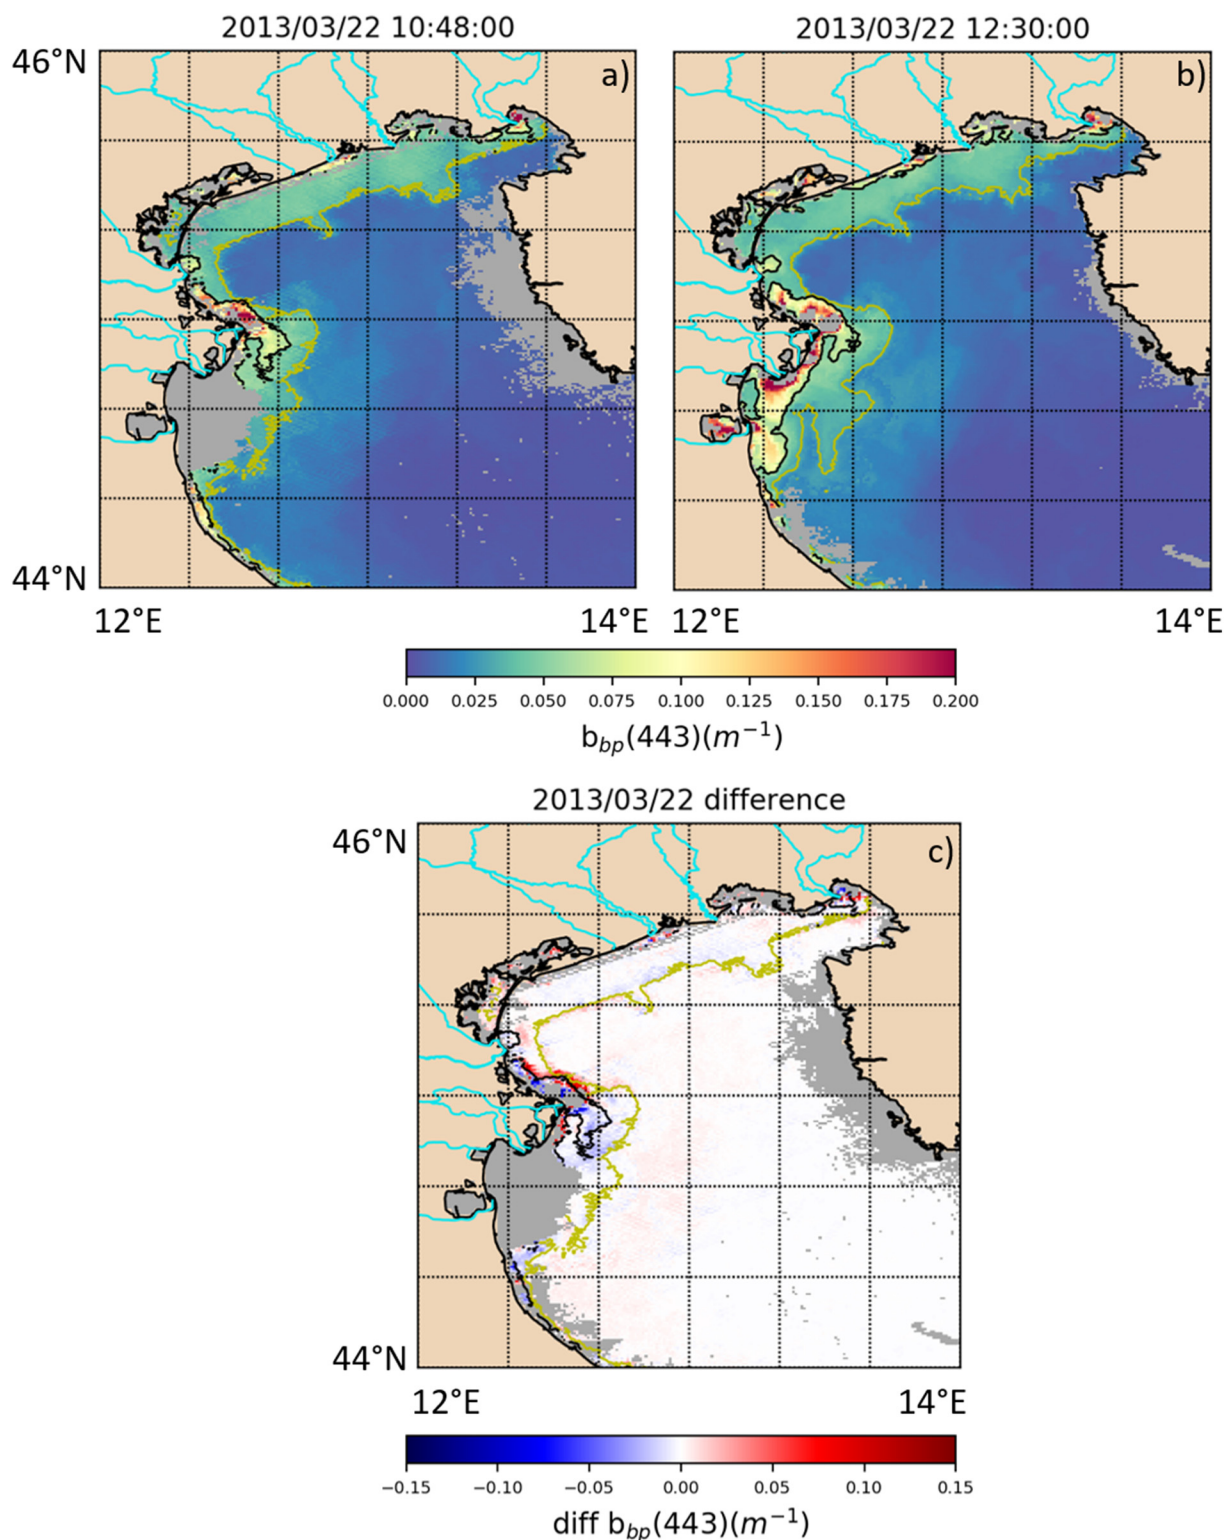 2013/03/22 10:48:00
2013/03/22 12:30:00
46°N
a)
b)
44°N
12°E
14°E
12°E
14°E
0.000 0.025 0.050 0.075 0.100 0.125 0.150 0.175 0.200
b_bp(443)(m⁻¹)
2013/03/22 difference
46°N
c)
44°N
12°E
14°E
−0.15 −0.10 −0.05 0.00 0.05 0.10 0.15
diff b_bp(443)(m⁻¹)